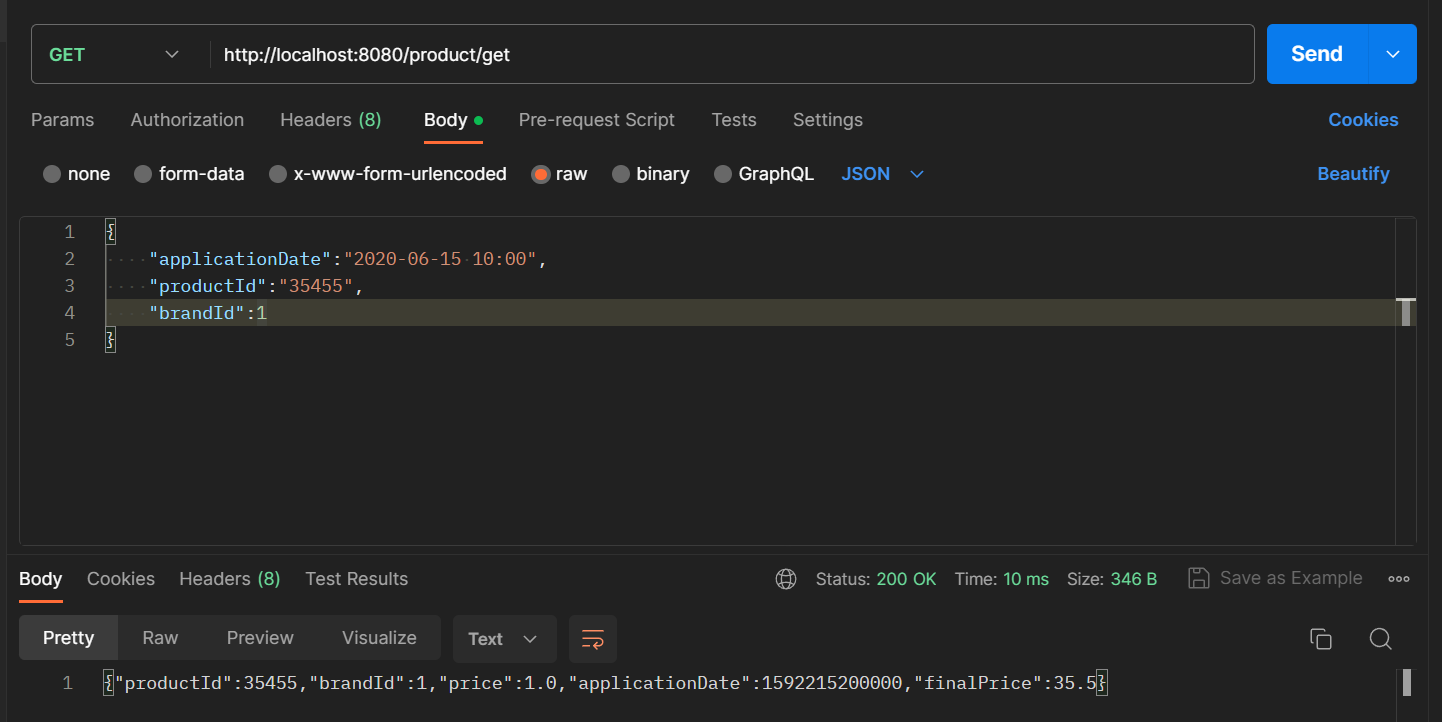 GET http://localhost:8080/product/get Send
Params Authorization Headers (8) Body Pre-request Script Tests Settings Cookies
none form-data x-www-form-urlencoded raw binary GraphQL JSON Beautify
1 {
2 "applicationDate":"2020-06-15 10:00",
3 "productId":"35455",
4 "brandId":1
5 }
Body Cookies Headers (8) Test Results Status: 200 OK Time: 10 ms Size: 346 B Save as Example
Pretty Raw Preview Visualize Text
1 {"productId":35455,"brandId":1,"price":1.0,"applicationDate":1592215200000,"finalPrice":35.5}